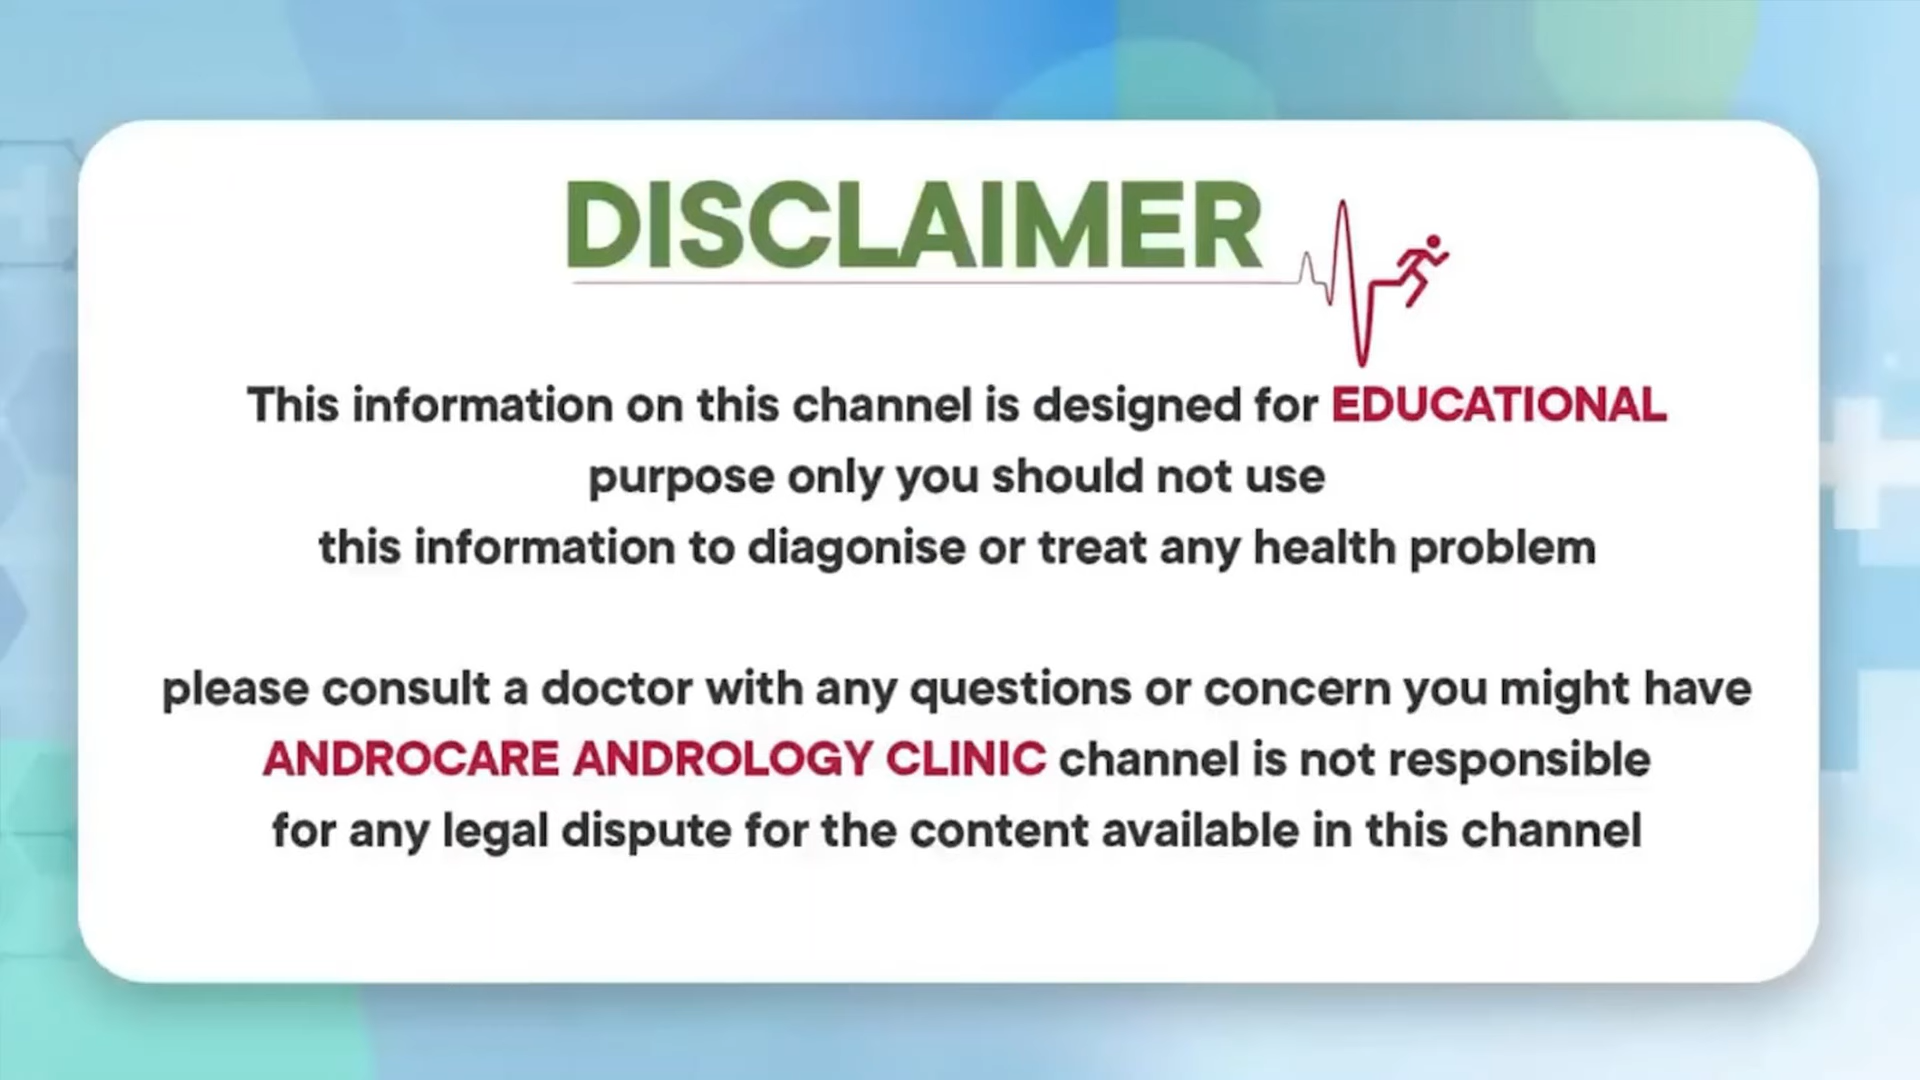 DISCLAIMER
This information on this channel is designed for EDUCATIONAL
purpose only you should not use
this information to diagonise or treat any health problem
please consult a doctor with any questions or concern you might have
ANDROCARE ANDROLOGY CLINIC channel is not responsible
for any legal dispute for the content available in this channel